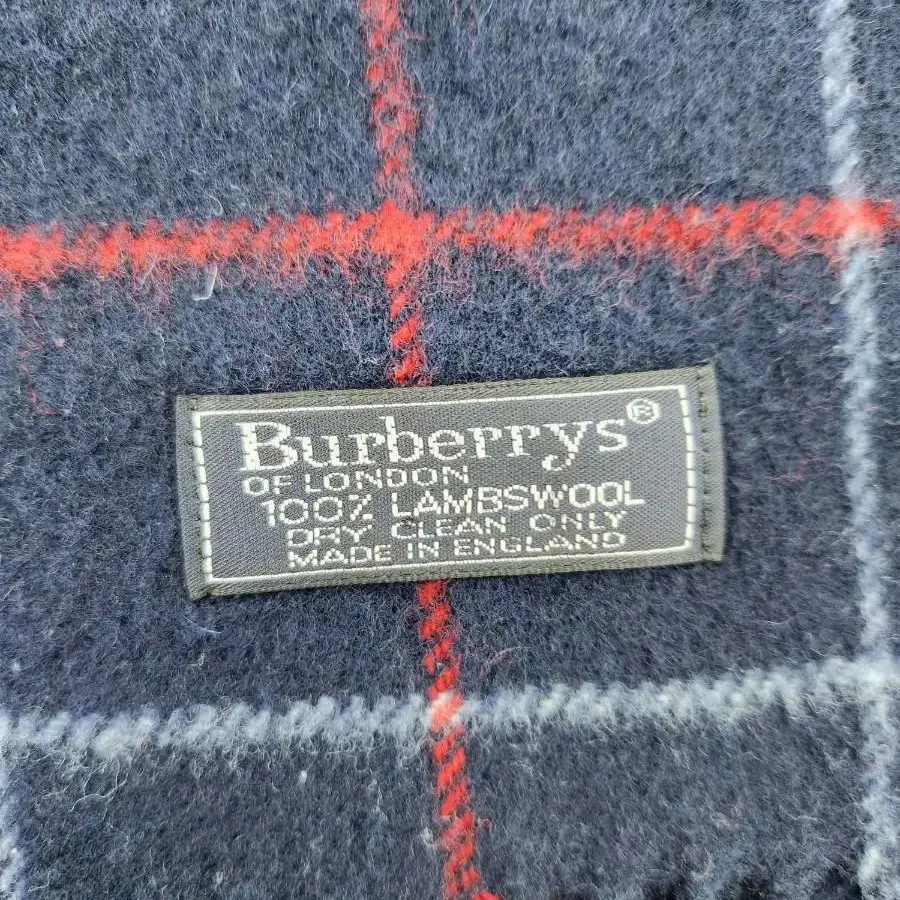 Burberrys®
OF LONDON
100% LAMBSWOOL
DRY CLEAN ONLY
MADE IN ENGLAND